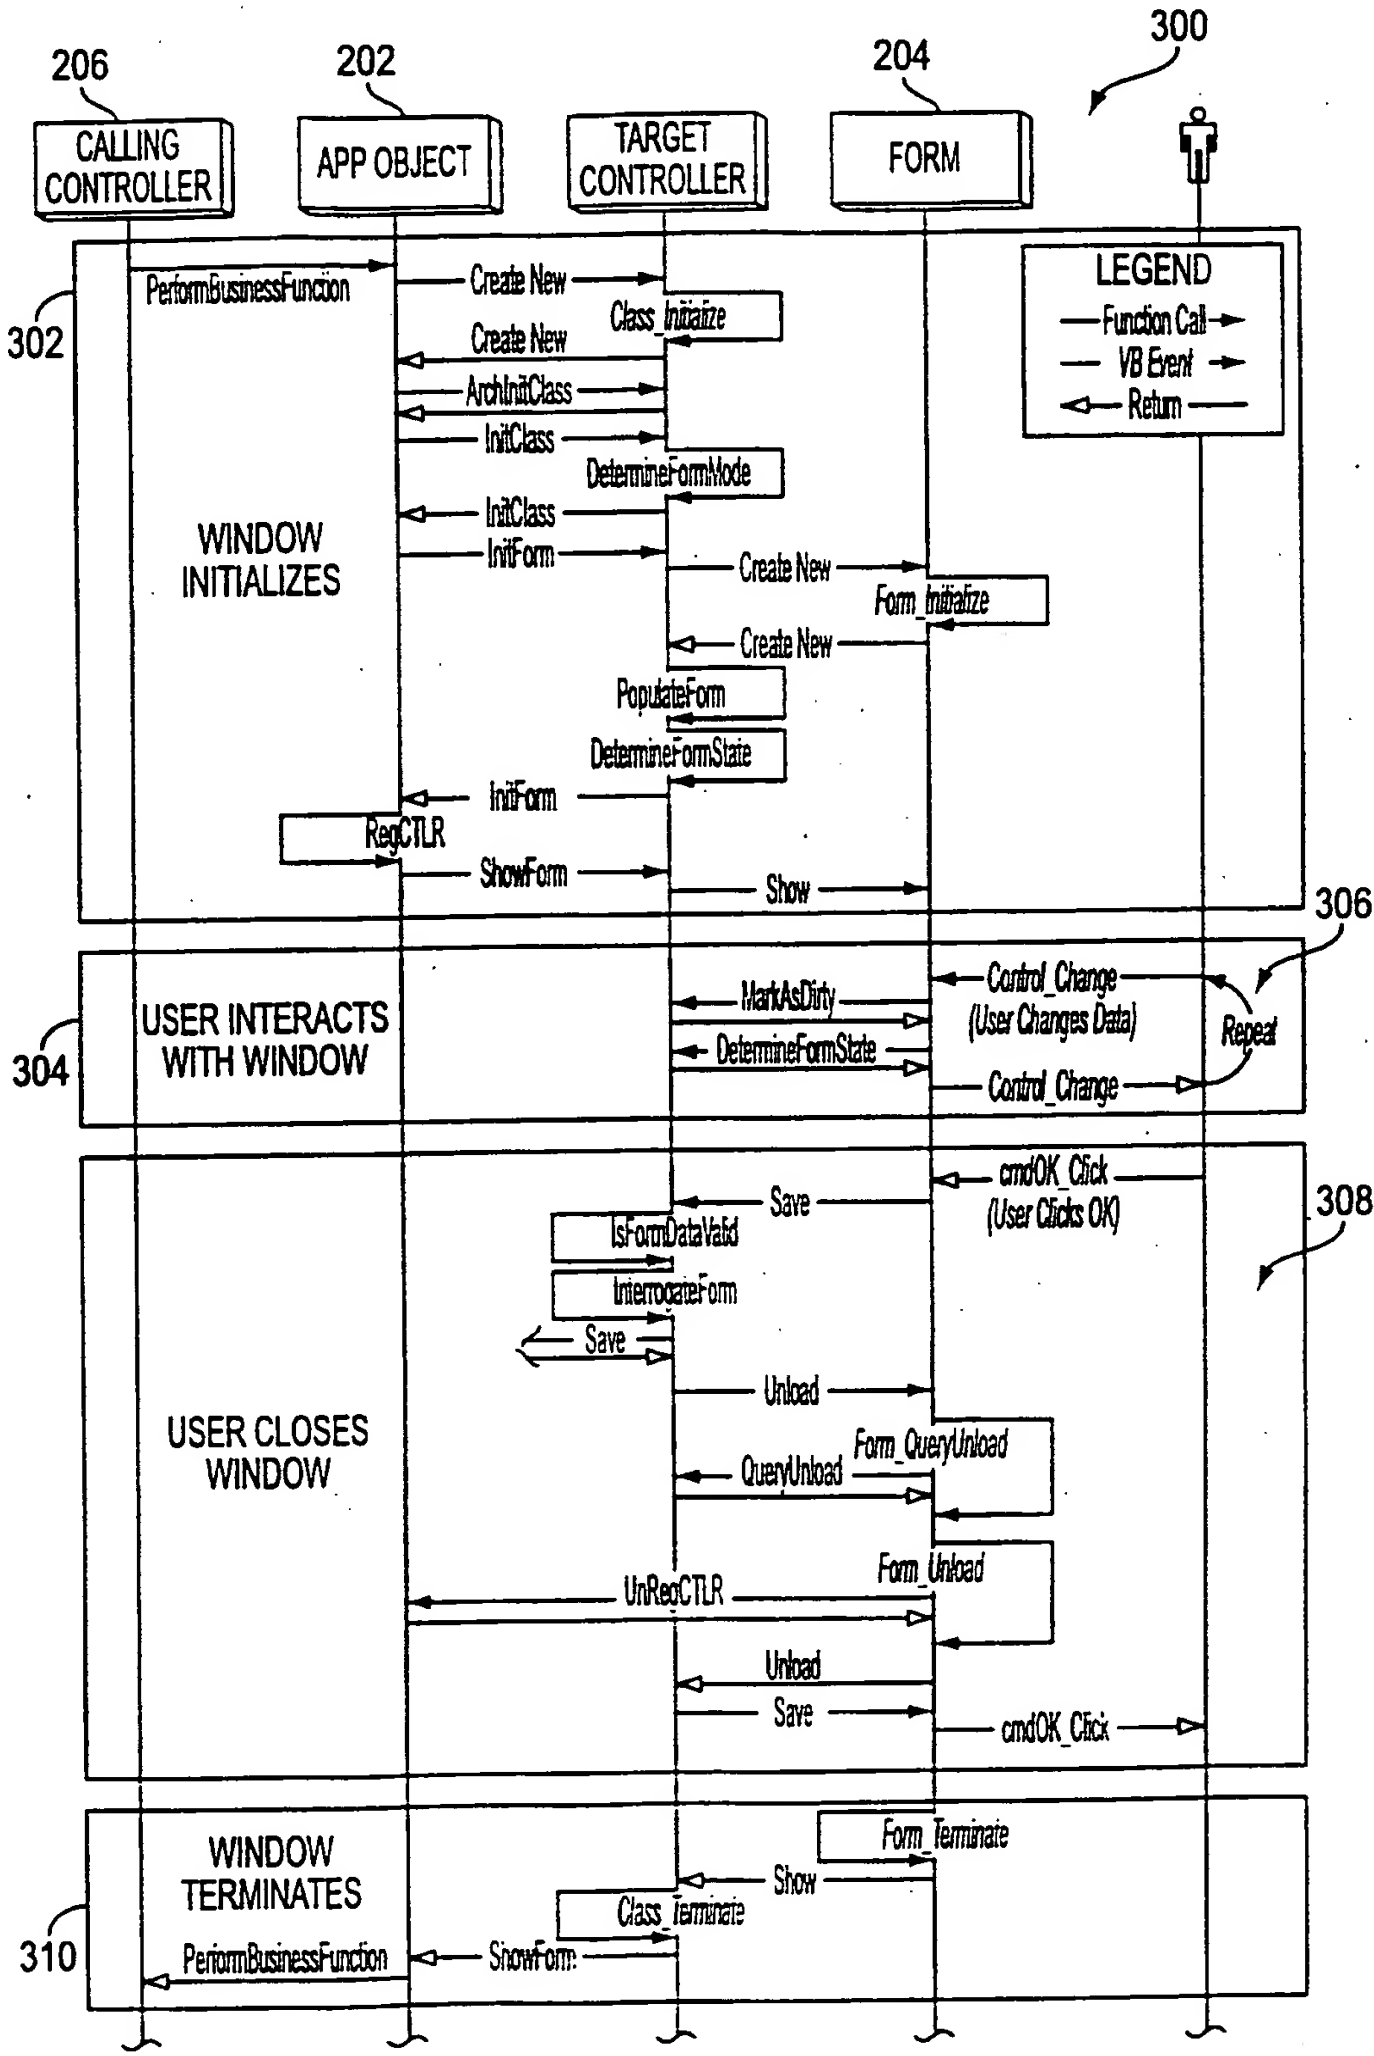 300
206
202
204
CALLING
CONTROLLER
APP OBJECT
TARGET
CONTROLLER
FORM
302
LEGEND
Function Call
VB Event
Return
PerformBusinessFunction
Create New
Class_Initialize
Create New
ArchInitClass
InitClass
DetermineFormMode
InitClass
WINDOW
INITIALIZES
InitForm
Create New
Form_Initialize
Create New
PopulateForm
DetermineFormState
InitForm
RegCTLR
ShowForm
Show
306
304
USER INTERACTS
WITH WINDOW
Control_Change
(User Changes Data)
MarkAsDirty
Repeat
DetermineFormState
Control_Change
308
cmdOK_Click
(User Clicks OK)
Save
IsFormDataValid
InterrogateForm
Save
Unload
USER CLOSES
WINDOW
Form_QueryUnload
QueryUnload
Form_Unload
UnRegCTLR
Unload
Save
cmdOK_Click
310
WINDOW
TERMINATES
Form_Terminate
Show
Class_Terminate
ShowForm
PerformBusinessFunction